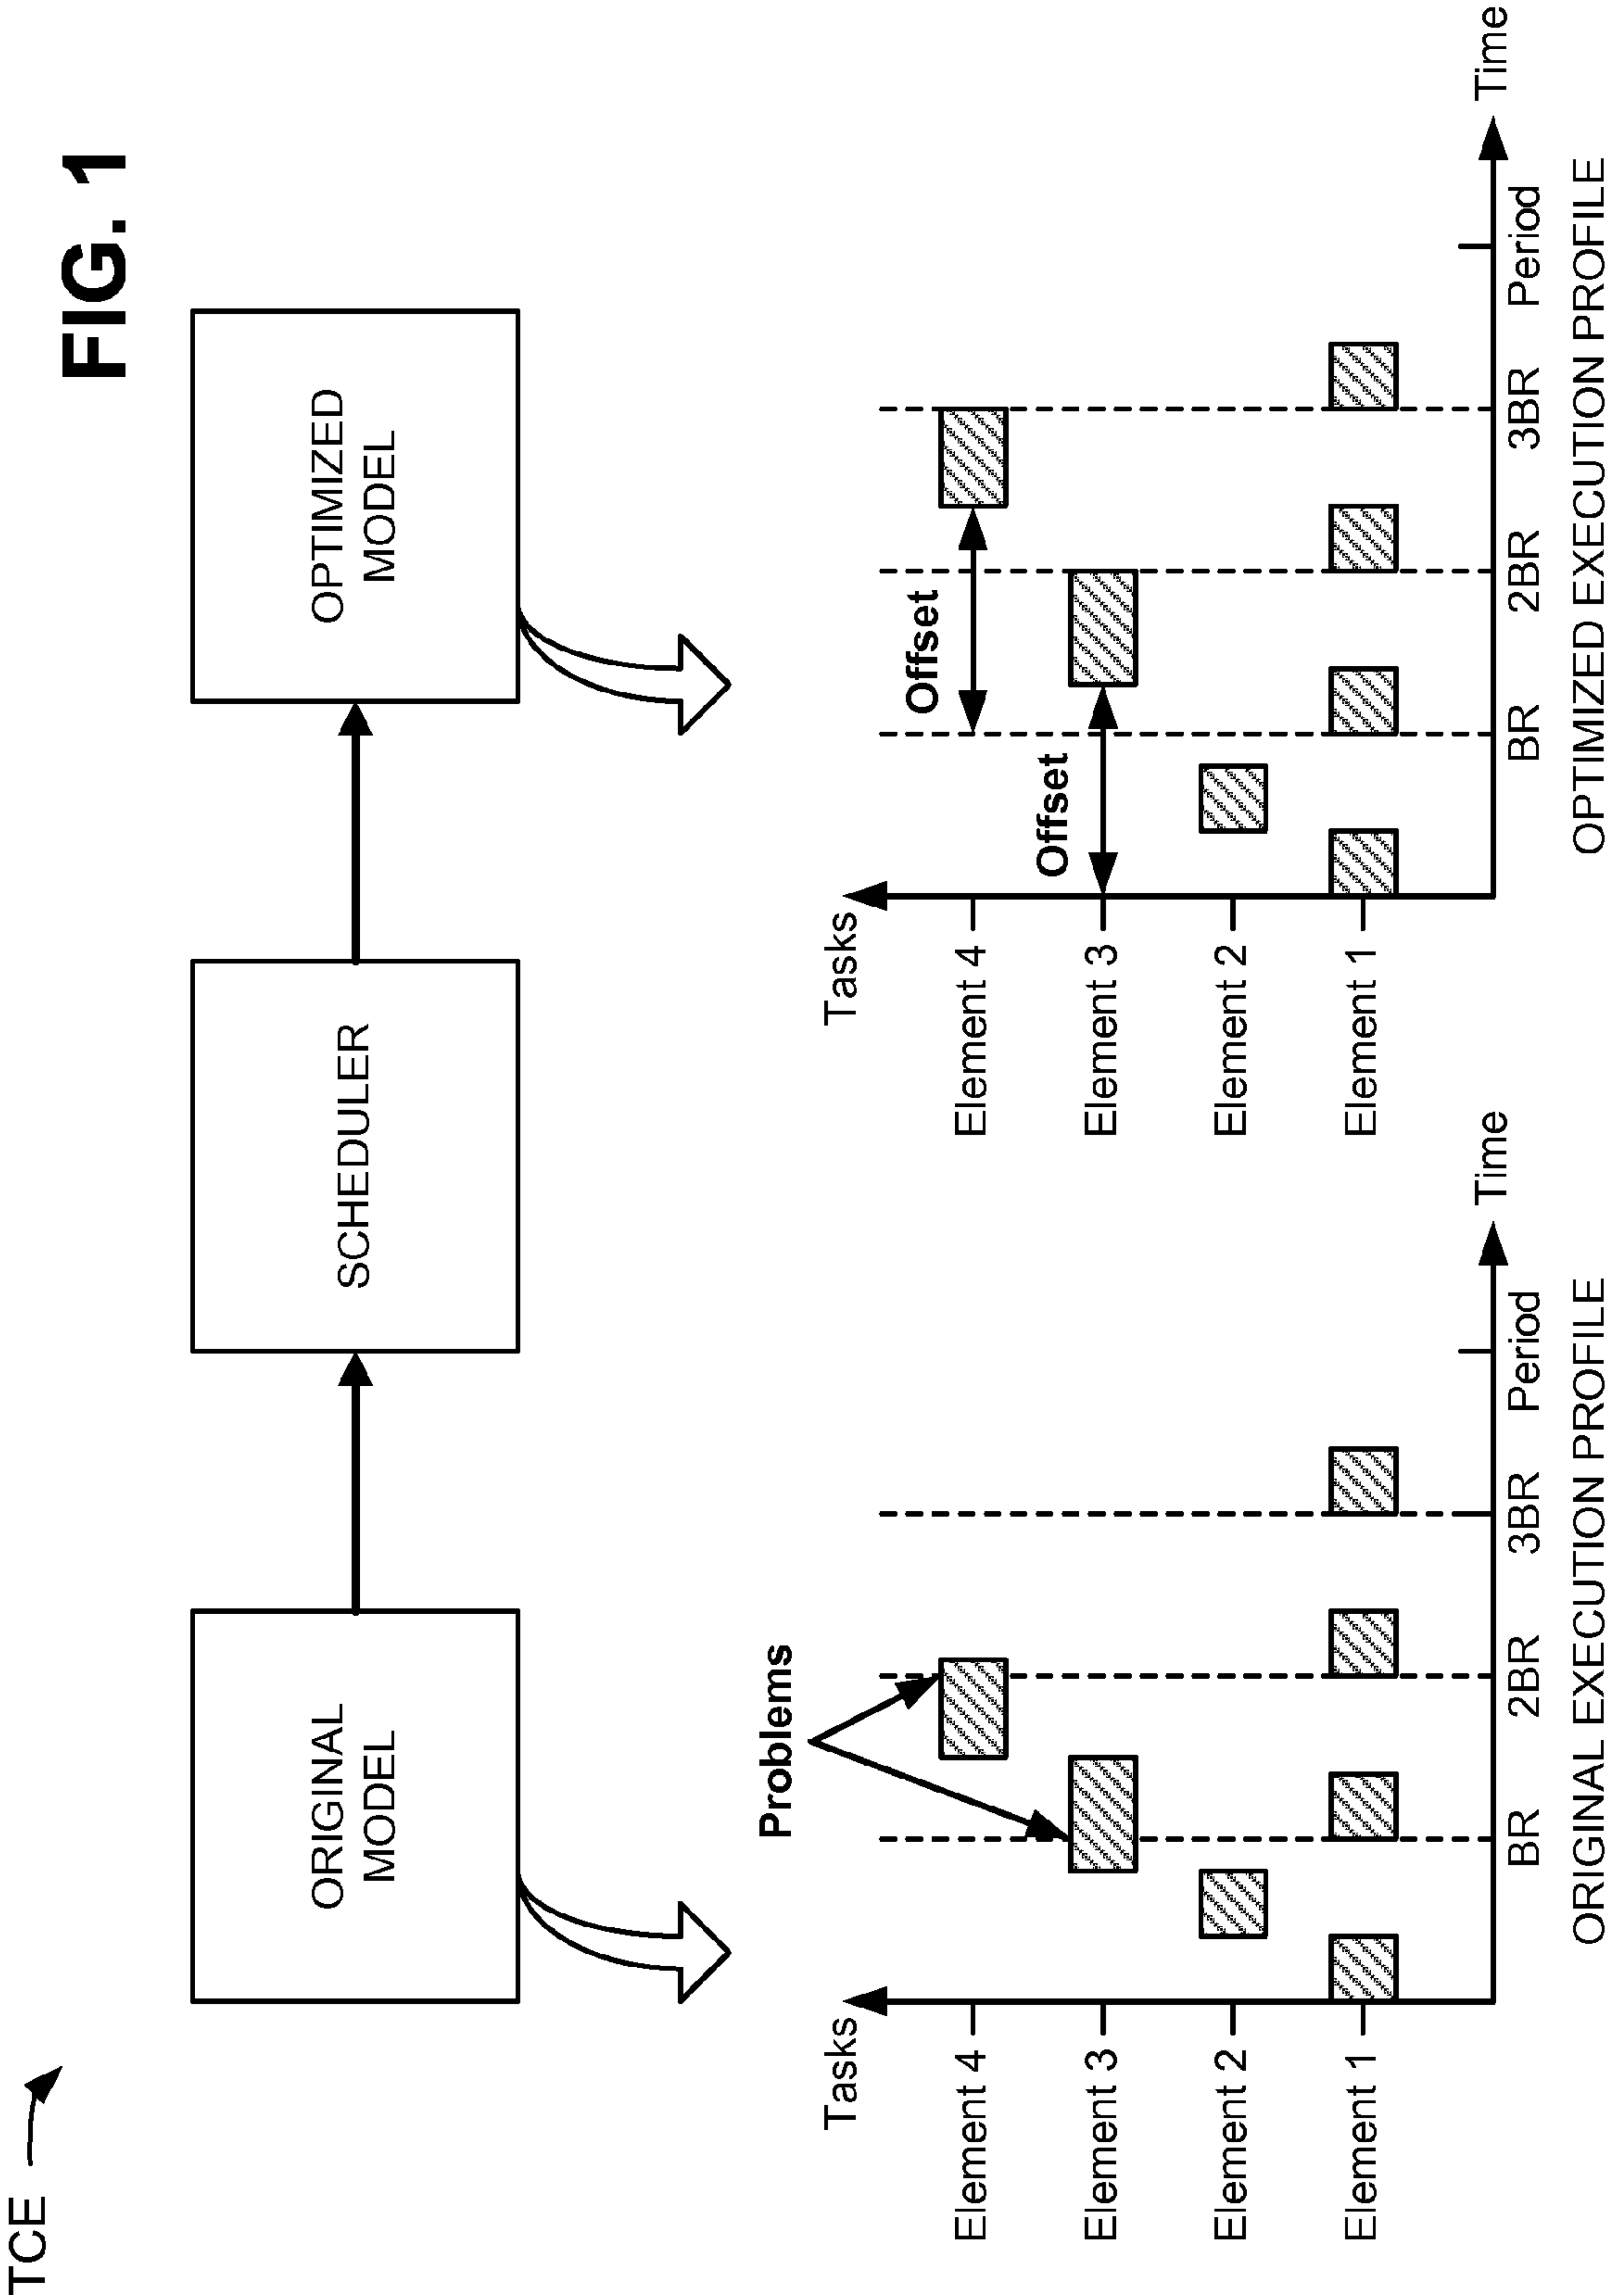 TCE
FIG. 1
ORIGINAL
MODEL
SCHEDULER
OPTIMIZED
MODEL
Problems
Tasks
Element 4
Element 3
Element 2
Element 1
BR
2BR
3BR
Period
Time
ORIGINAL EXECUTION PROFILE
Tasks
Offset
Offset
Element 4
Element 3
Element 2
Element 1
BR
2BR
3BR
Period
Time
OPTIMIZED EXECUTION PROFILE